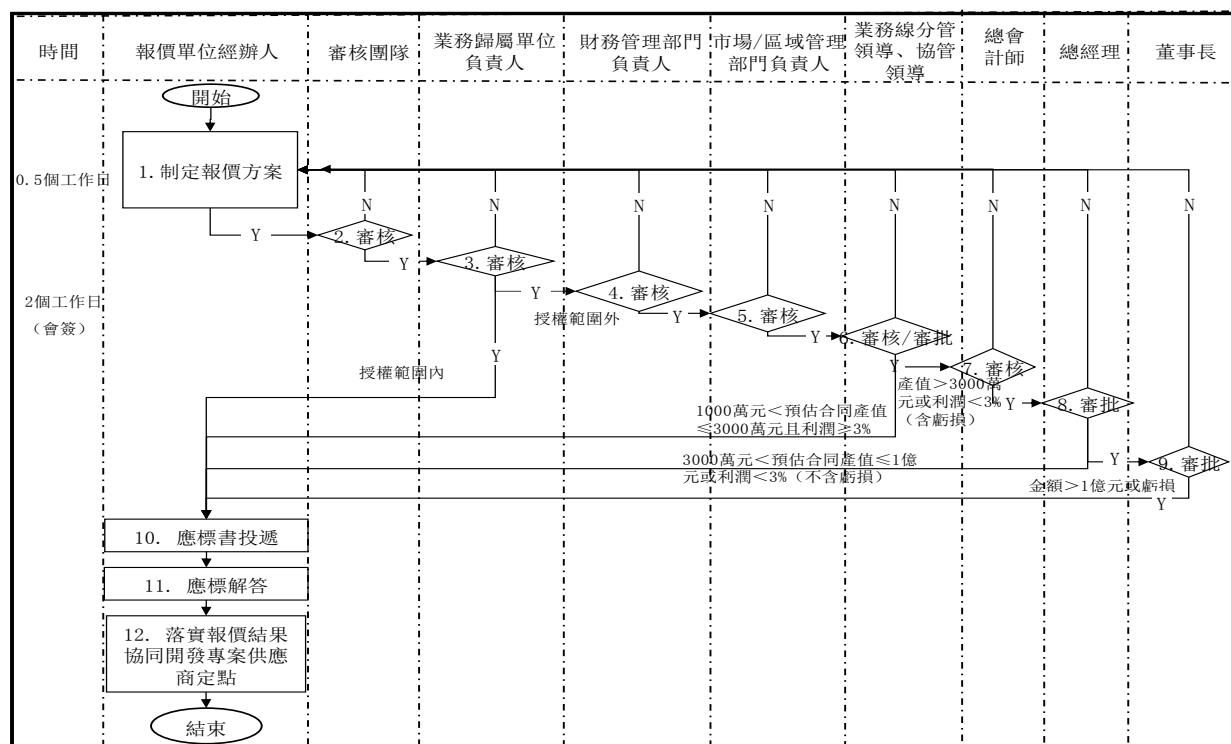 時間
報價單位經辦人
審核團隊
業務歸屬單位
負責人
財務管理部門
負責人
市場/區域管理
部門負責人
業務線分管
領導、協管
領導
總會
計師
總經理
董事長
開始
0.5個工作日
1.制定報價方案
N
N
N
N
N
N
N
N
Y
2.審核
Y
3.審核
2個工作日
（會簽）
Y
4.審核
授權範圍外
Y
5.審核
Y
6.審核/審批
Y
授權範圍內
Y
7.審核
產值＞3000萬
元或利潤＜3%
（含虧損）
Y
8.審批
1000萬元＜預估合同產值
≤3000萬元且利潤≥3%
3000萬元＜預估合同產值≤1億
元或利潤＜3%（不含虧損）
Y
9.審批
金額＞1億元或虧損
Y
10. 應標書投遞
11. 應標解答
12. 落實報價結果
協同開發專案供應
商定點
結束